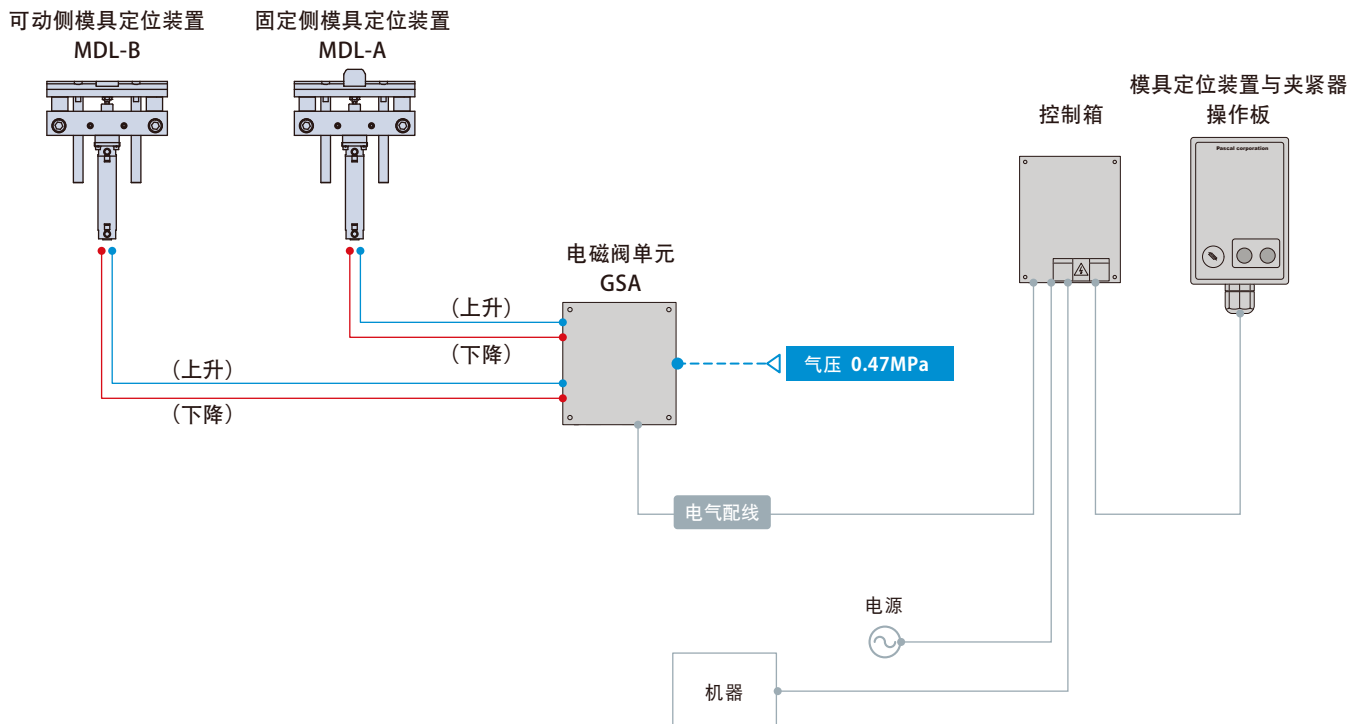 可动侧模具定位装置
MDL-B
固定侧模具定位装置
MDL-A
模具定位装置与夹紧器
操作板
控制箱
Pascal corporation
电磁阀单元
GSA
（上升）
（下降）
气压 0.47MPa
（上升）
（下降）
电气配线
电源
机器